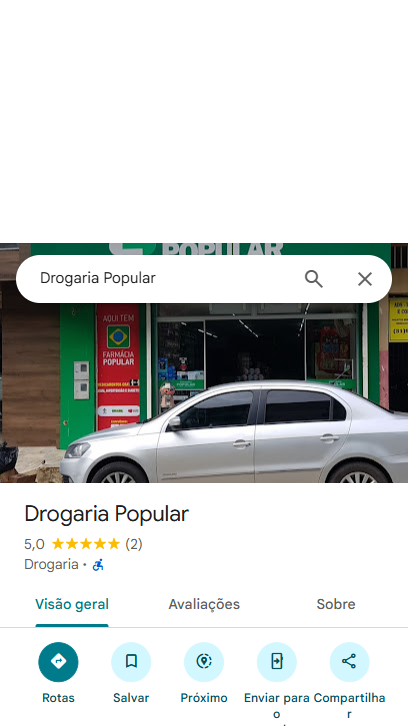 POPULAR
Drogaria Popular
AQUI TEM
FARMÁCIA
POPULAR
Drogaria Popular
5,0 (2)
Drogaria ·
Visão geral
Avaliações
Sobre
Rotas
Salvar
Próximo
Enviar para
o
Compartilha
r